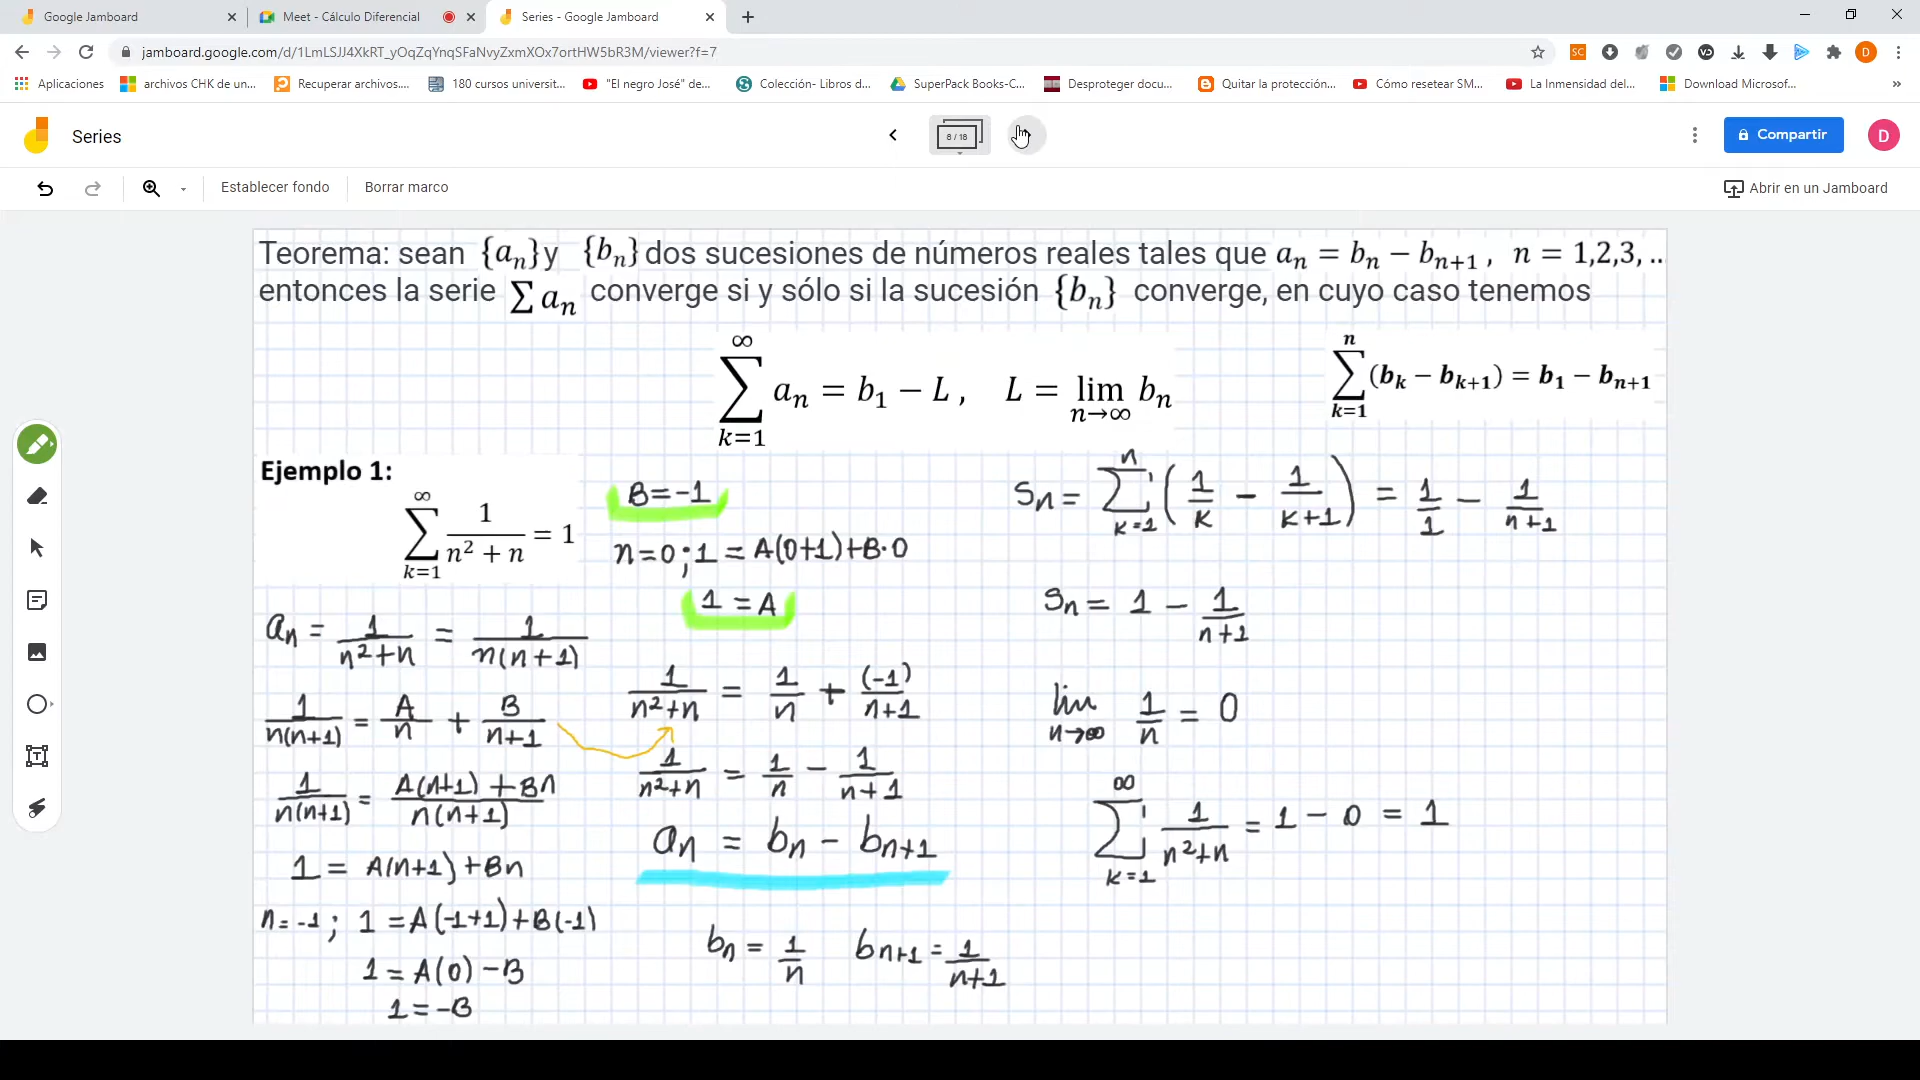 Google Jamboard
Meet - Cálculo Diferencial
Series - Google Jamboard
jamboard.google.com/d/1LmLSJJ4XkRT_yOqZqYnqSFaNvyZxmXOx7ortHW5bR3M/viewer?f=7
Aplicaciones archivos CHK de un... Recuperar archivos.... 180 cursos universit... "El negro José" de... Colección- Libros d... SuperPack Books-C... Desproteger docu... Quitar la protección... Cómo resetear SM... La Inmensidad del... Download Microsof...
Series
8 / 18
Compartir
D
Establecer fondo Borrar marco
Abrir en un Jamboard
Teorema: sean {aₙ} y {bₙ} dos sucesiones de números reales tales que aₙ = bₙ − bₙ₊₁ , n = 1,2,3, ..
entonces la serie ∑ aₙ converge si y sólo si la sucesión {bₙ} converge, en cuyo caso tenemos
∑_{k=1}^{∞} aₙ = b₁ − L , L = lim_{n→∞} bₙ
∑_{k=1}^{n} (bₖ − bₖ₊₁) = b₁ − bₙ₊₁
Ejemplo 1:
∑_{k=1}^{∞} 1/(n² + n) = 1
aₙ = 1/(n²+n) = 1/(n(n+1))
1/(n(n+1)) = A/n + B/(n+1)
1/(n(n+1)) = (A(n+1) + Bn)/(n(n+1))
1 = A(n+1) + Bn
n = -1 ; 1 = A(-1+1) + B(-1)
1 = A(0) - B
1 = -B
B = -1
n = 0 ; 1 = A(0+1) + B·0
1 = A
1/(n²+n) = 1/n + (-1)/(n+1)
1/(n²+n) = 1/n - 1/(n+1)
aₙ = bₙ - bₙ₊₁
bₙ = 1/n bₙ₊₁ = 1/(n+1)
Sₙ = ∑_{k=1}^{n} (1/k - 1/(k+1)) = 1/1 - 1/(n+1)
Sₙ = 1 - 1/(n+1)
lim_{n→∞} 1/n = 0
∑_{k=1}^{∞} 1/(n²+n) = 1 - 0 = 1